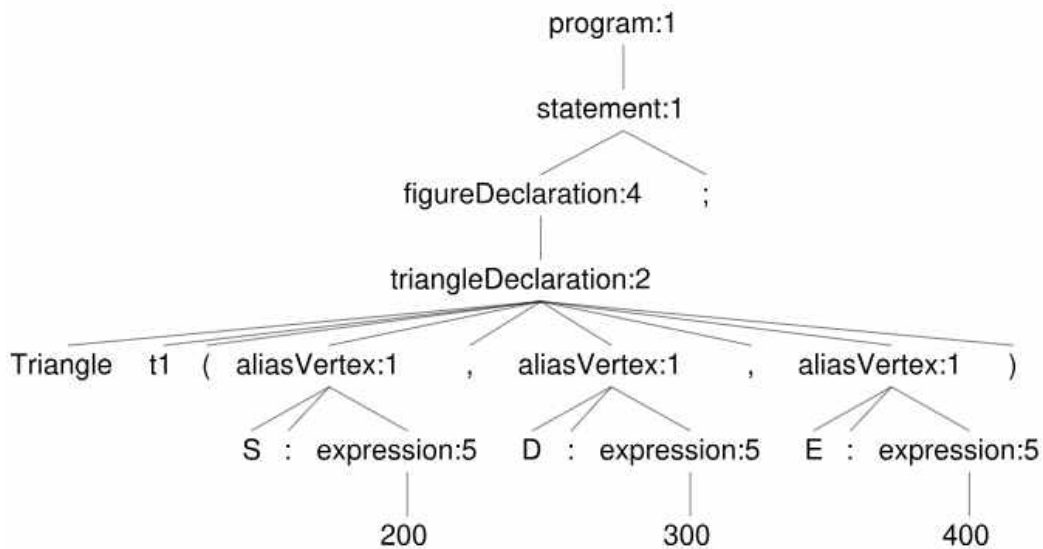 program:1
statement:1
figureDeclaration:4 ;
triangleDeclaration:2
Triangle t1 ( aliasVertex:1 , aliasVertex:1 , aliasVertex:1 )
S : expression:5 D : expression:5 E : expression:5
200 300 400